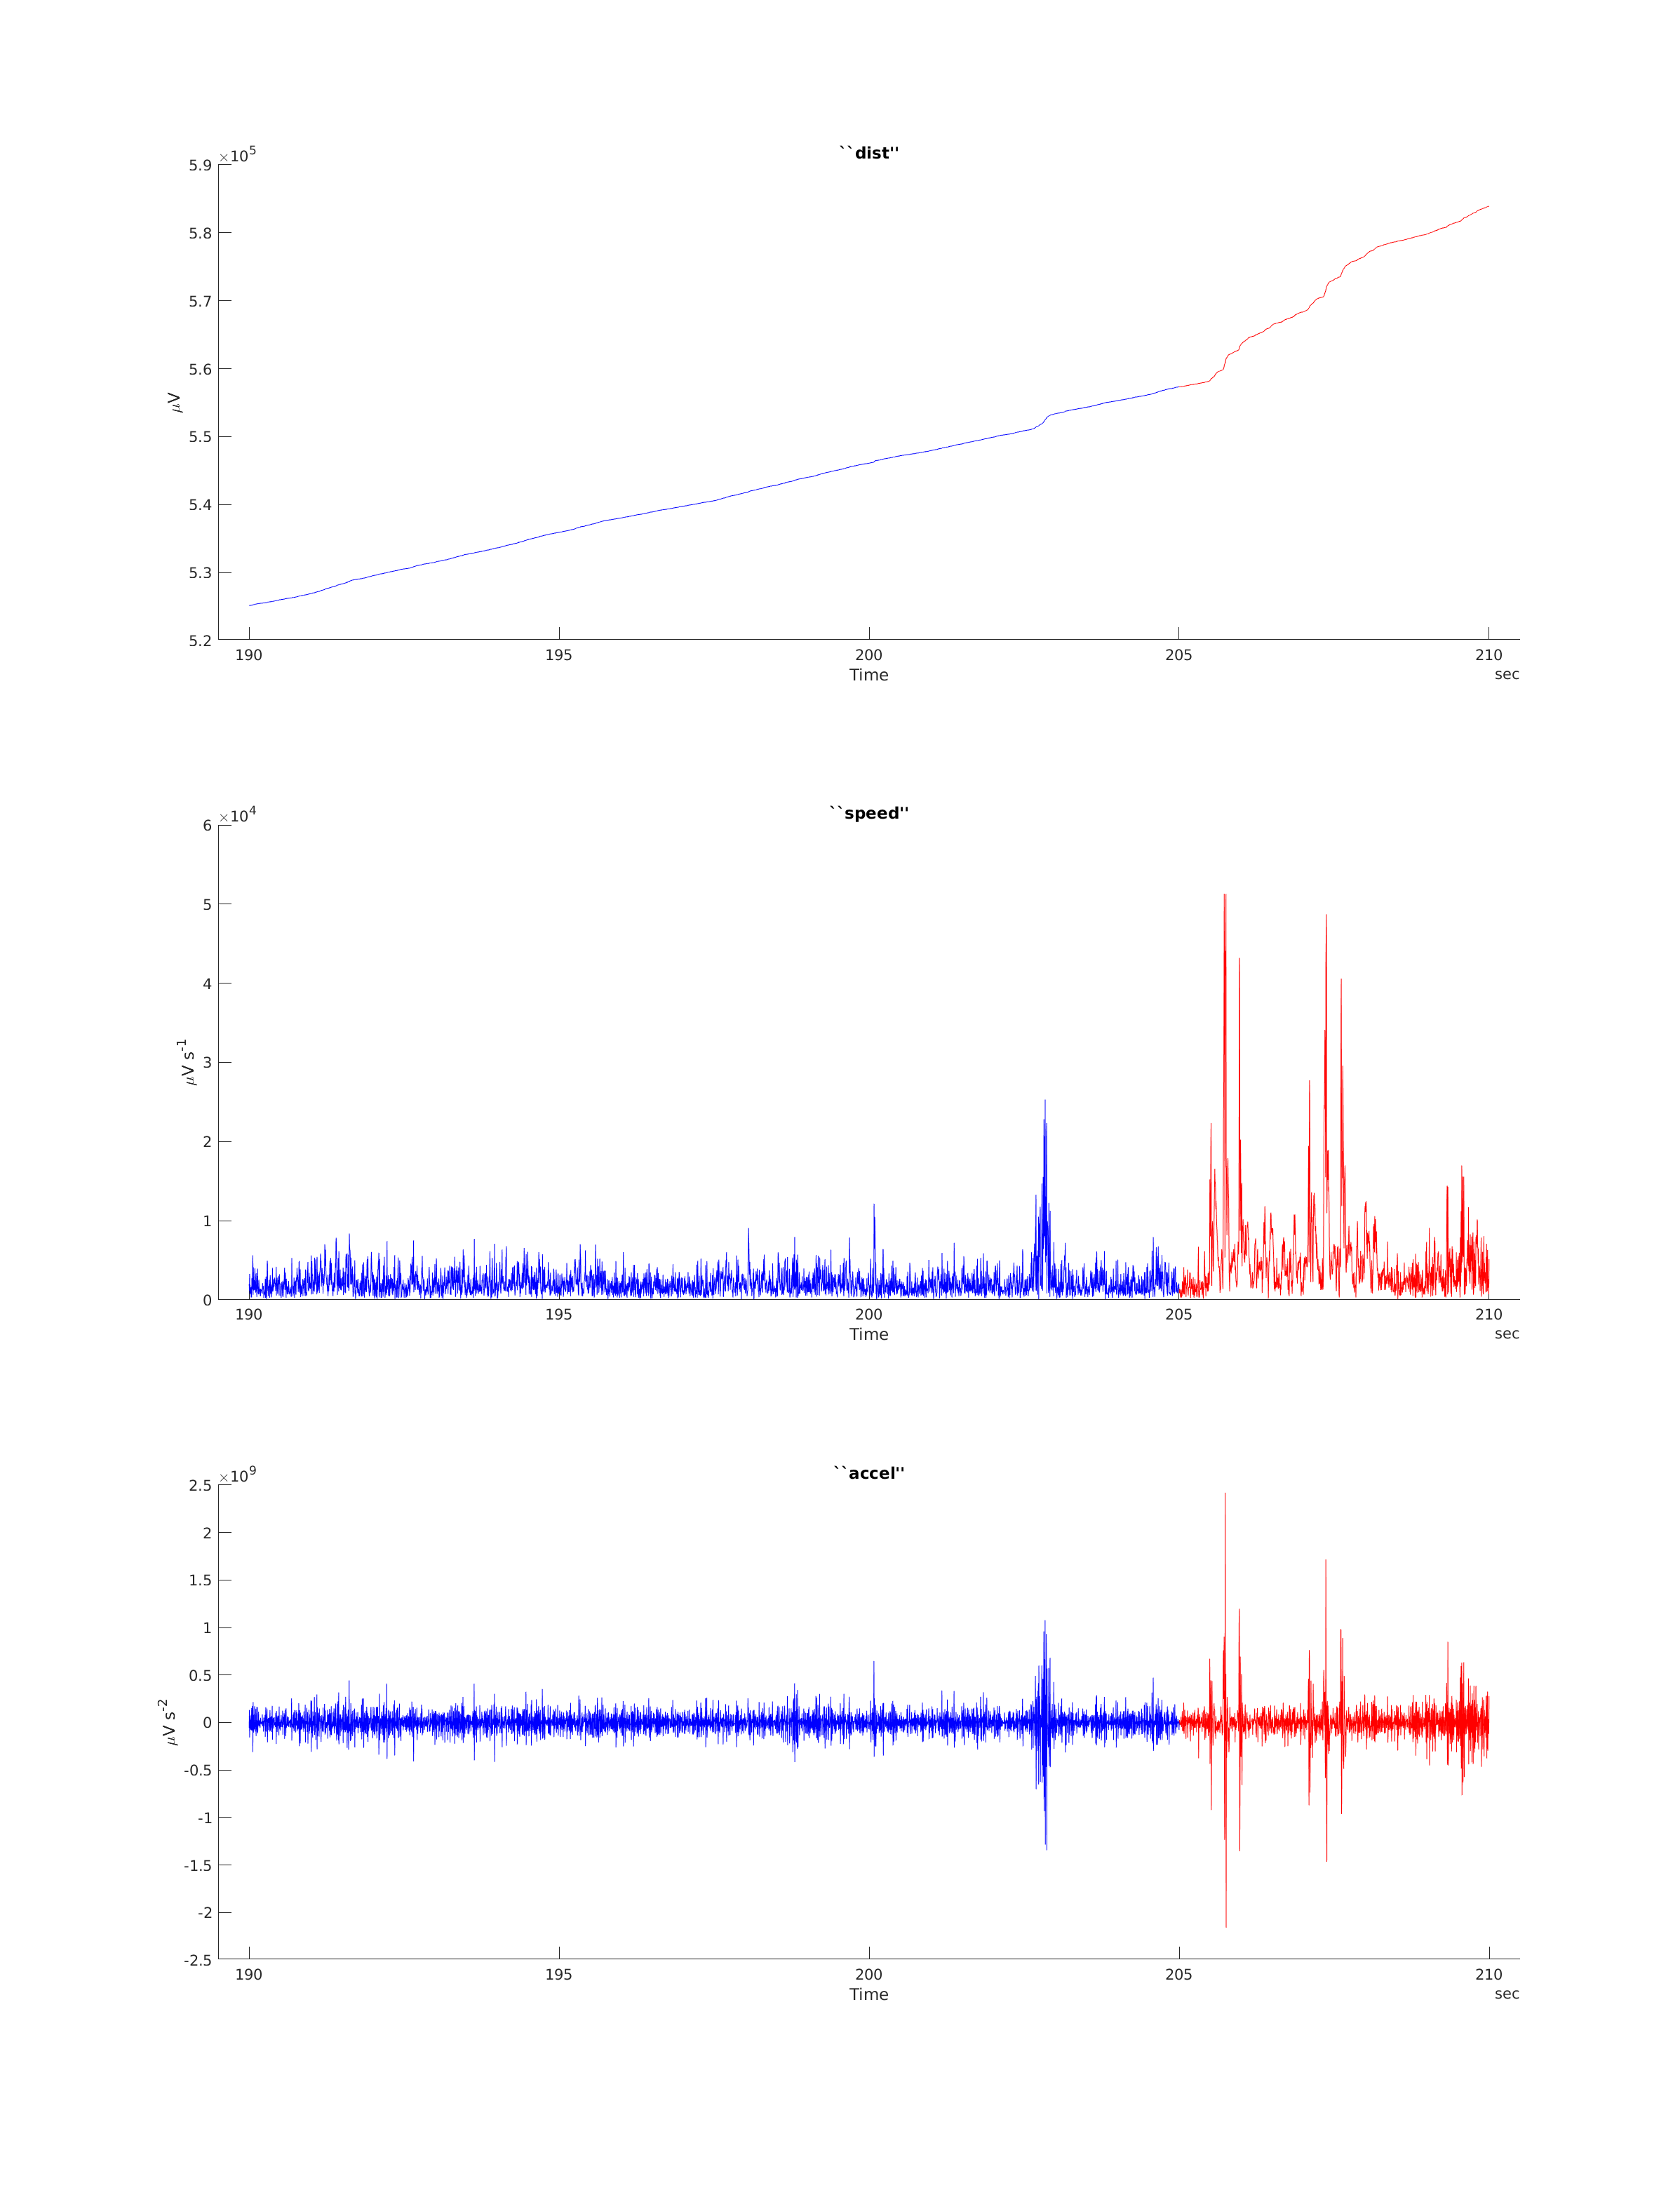 ``dist''
×10⁵
5.9
5.8
5.7
5.6
5.5
5.4
5.3
5.2
μV
190 195 200 205 210
Time
sec
``speed''
×10⁴
6
5
4
3
2
1
0
μV s⁻¹
190 195 200 205 210
Time
sec
``accel''
×10⁹
2.5
2
1.5
1
0.5
0
-0.5
-1
-1.5
-2
-2.5
μV s⁻²
190 195 200 205 210
Time
sec